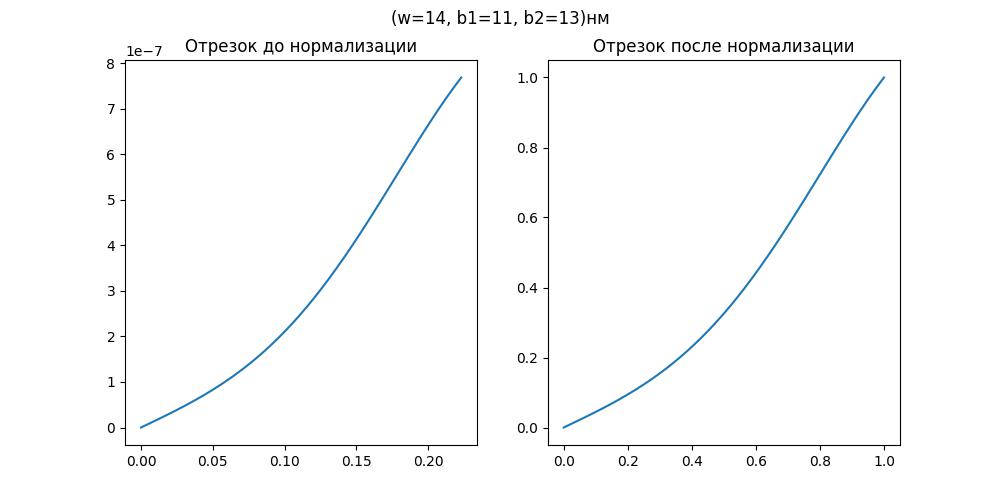 (w=14, b1=11, b2=13)нм
1e−7
Отрезок до нормализации
8
7
6
5
4
3
2
1
0
0.00 0.05 0.10 0.15 0.20
Отрезок после нормализации
1.0
0.8
0.6
0.4
0.2
0.0
0.0 0.2 0.4 0.6 0.8 1.0